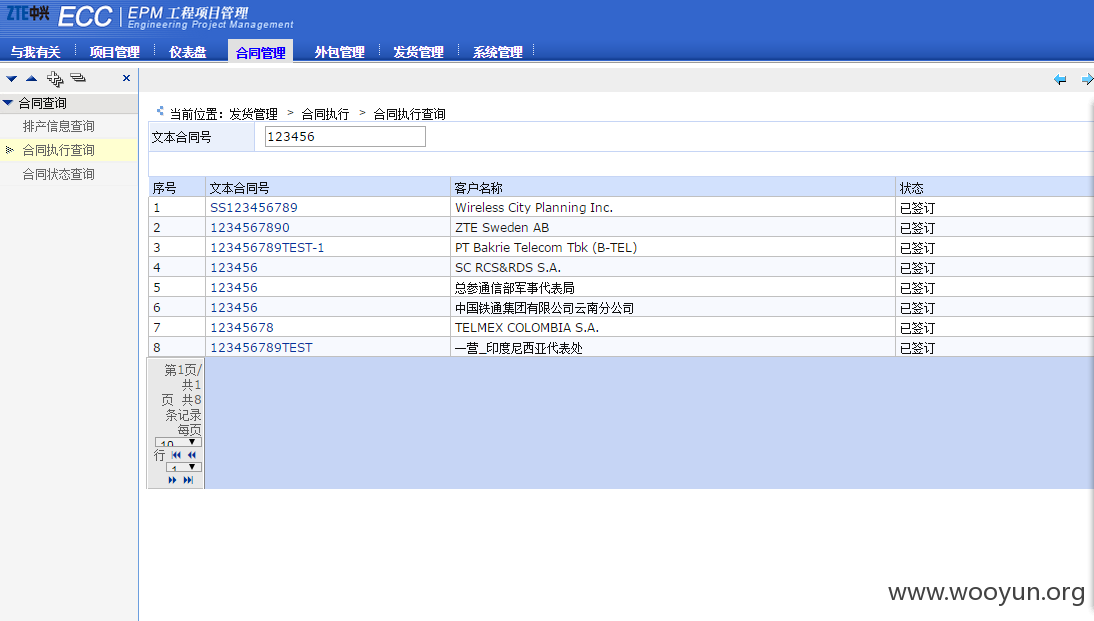 ZTE中兴 ECC EPM 工程项目管理
Engineering Project Management
与我有关 项目管理 仪表盘 合同管理 外包管理 发货管理 系统管理
合同查询
排产信息查询
合同执行查询
合同状态查询
当前位置: 发货管理 > 合同执行 > 合同执行查询
文本合同号 123456
序号 文本合同号 客户名称 状态
1 SS123456789 Wireless City Planning Inc. 已签订
2 1234567890 ZTE Sweden AB 已签订
3 123456789TEST-1 PT Bakrie Telecom Tbk (B-TEL) 已签订
4 123456 SC RCS&RDS S.A. 已签订
5 123456 总参通信部军事代表局 已签订
6 123456 中国铁通集团有限公司云南分公司 已签订
7 12345678 TELMEX COLOMBIA S.A. 已签订
8 123456789TEST 一营_印度尼西亚代表处 已签订
第1页/
共1
页 共8
条记录
每页
10
行
1
www.wooyun.org